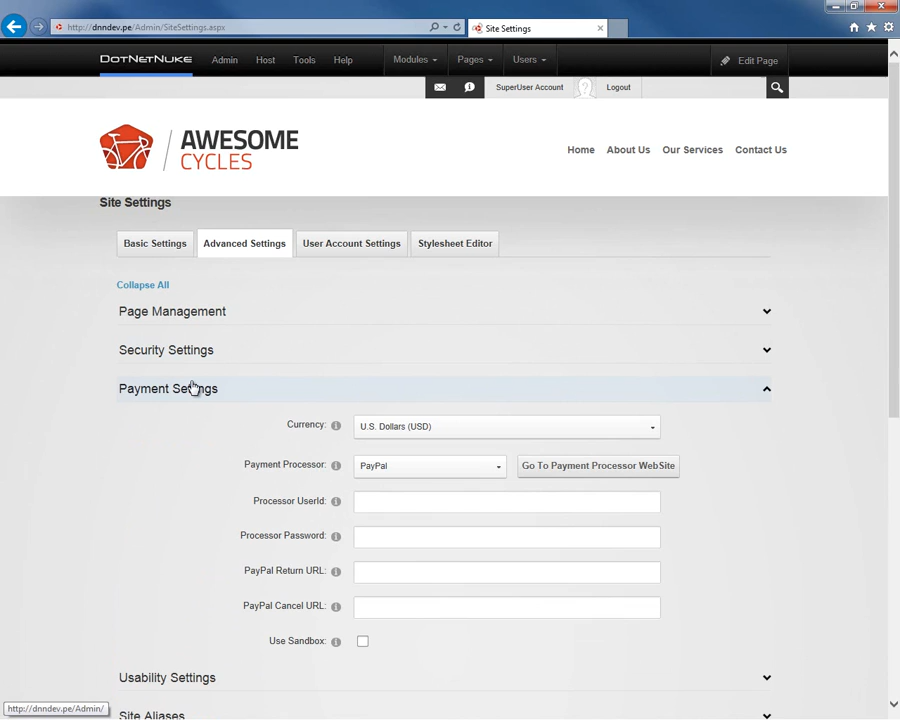 http://dnndev.pe/Admin/SiteSettings.aspx
Site Settings
DotNetNuke Admin Host Tools Help Modules Pages Users Edit Page
SuperUser Account Logout
AWESOME
CYCLES
Home About Us Our Services Contact Us
Site Settings
Basic Settings Advanced Settings User Account Settings Stylesheet Editor
Collapse All
Page Management
Security Settings
Payment Settings
Currency: U.S. Dollars (USD)
Payment Processor: PayPal Go To Payment Processor WebSite
Processor UserId:
Processor Password:
PayPal Return URL:
PayPal Cancel URL:
Use Sandbox:
Usability Settings
Site Aliases
http://dnndev.pe/Admin/